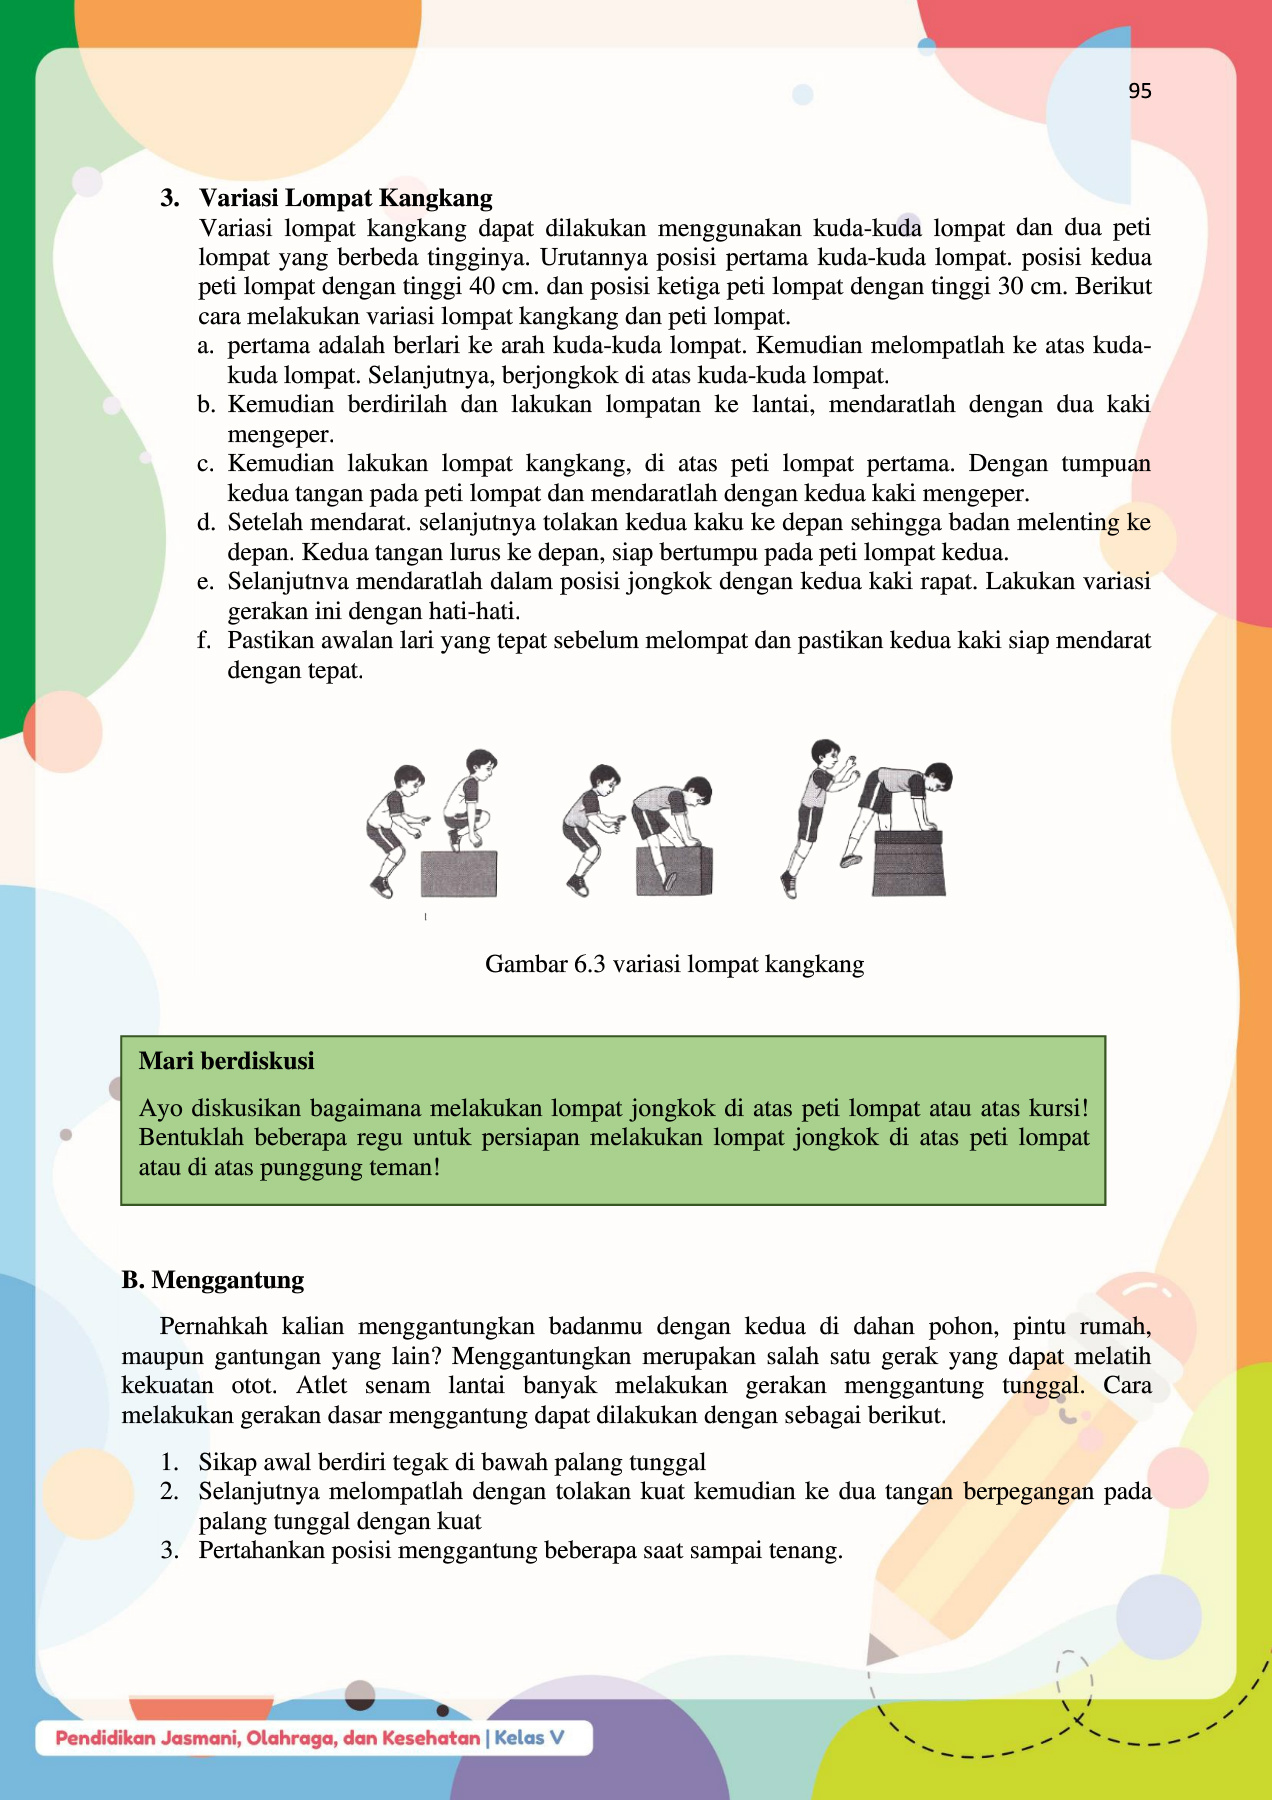 95
3. Variasi Lompat Kangkang
Variasi lompat kangkang dapat dilakukan menggunakan kuda-kuda lompat dan dua peti
lompat yang berbeda tingginya. Urutannya posisi pertama kuda-kuda lompat. posisi kedua
peti lompat dengan tinggi 40 cm. dan posisi ketiga peti lompat dengan tinggi 30 cm. Berikut
cara melakukan variasi lompat kangkang dan peti lompat.
a. pertama adalah berlari ke arah kuda-kuda lompat. Kemudian melompatlah ke atas kuda-
kuda lompat. Selanjutnya, berjongkok di atas kuda-kuda lompat.
b. Kemudian berdirilah dan lakukan lompatan ke lantai, mendaratlah dengan dua kaki
mengeper.
c. Kemudian lakukan lompat kangkang, di atas peti lompat pertama. Dengan tumpuan
kedua tangan pada peti lompat dan mendaratlah dengan kedua kaki mengeper.
d. Setelah mendarat. selanjutnya tolakan kedua kaku ke depan sehingga badan melenting ke
depan. Kedua tangan lurus ke depan, siap bertumpu pada peti lompat kedua.
e. Selanjutnva mendaratlah dalam posisi jongkok dengan kedua kaki rapat. Lakukan variasi
gerakan ini dengan hati-hati.
f. Pastikan awalan lari yang tepat sebelum melompat dan pastikan kedua kaki siap mendarat
dengan tepat.
Gambar 6.3 variasi lompat kangkang
Mari berdiskusi
Ayo diskusikan bagaimana melakukan lompat jongkok di atas peti lompat atau atas kursi!
Bentuklah beberapa regu untuk persiapan melakukan lompat jongkok di atas peti lompat
atau di atas punggung teman!
B. Menggantung
Pernahkah kalian menggantungkan badanmu dengan kedua di dahan pohon, pintu rumah,
maupun gantungan yang lain? Menggantungkan merupakan salah satu gerak yang dapat melatih
kekuatan otot. Atlet senam lantai banyak melakukan gerakan menggantung tunggal. Cara
melakukan gerakan dasar menggantung dapat dilakukan dengan sebagai berikut.
1. Sikap awal berdiri tegak di bawah palang tunggal
2. Selanjutnya melompatlah dengan tolakan kuat kemudian ke dua tangan berpegangan pada
palang tunggal dengan kuat
3. Pertahankan posisi menggantung beberapa saat sampai tenang.
Pendidikan Jasmani, Olahraga, dan Kesehatan | Kelas V